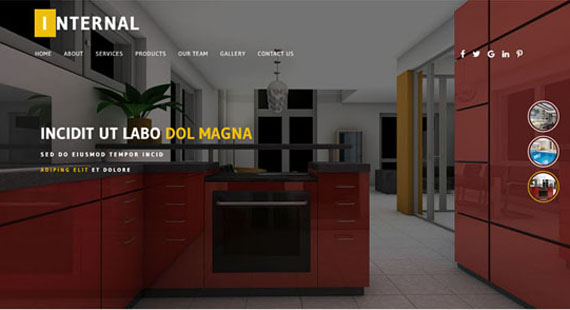 INTERNAL
HOME ABOUT SERVICES PRODUCTS OUR TEAM GALLERY CONTACT US
INCIDIT UT LABO DOL MAGNA
SED DO EIUSMOD TEMPOR INCID
ADIPING ELIT ET DOLORE